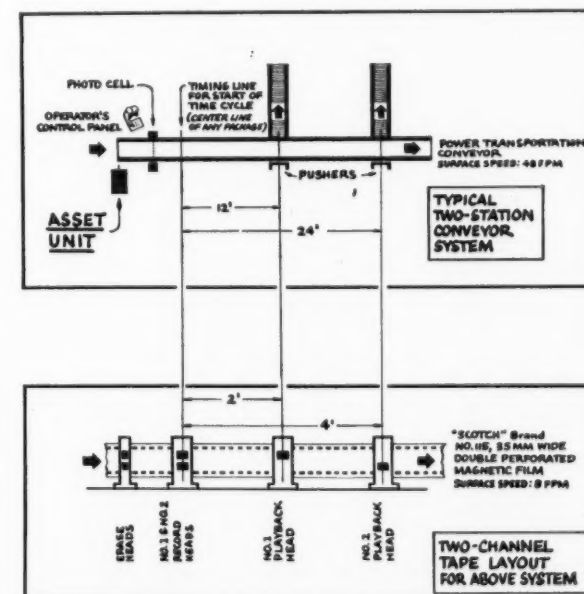 PHOTO CELL
OPERATOR'S
CONTROL PANEL
TIMING LINE
FOR START OF
TIME CYCLE
(CENTER LINE
OF ANY PACKAGE)
POWER TRANSPORTATION
CONVEYOR
SURFACE SPEED: 48 FPM
PUSHERS
ASSET
UNIT
12'
24'
TYPICAL
TWO-STATION
CONVEYOR
SYSTEM
2'
4'
"SCOTCH" Brand
NO. 115, 35 MM WIDE
DOUBLE PERFORATED
MAGNETIC FILM
SURFACE SPEED: 8 FPM
ERASE
HEADS
NO. 1 & NO. 2
RECORD
HEADS
NO. 1
PLAYBACK
HEAD
NO. 2
PLAYBACK
HEAD
TWO-CHANNEL
TAPE LAYOUT
FOR ABOVE SYSTEM